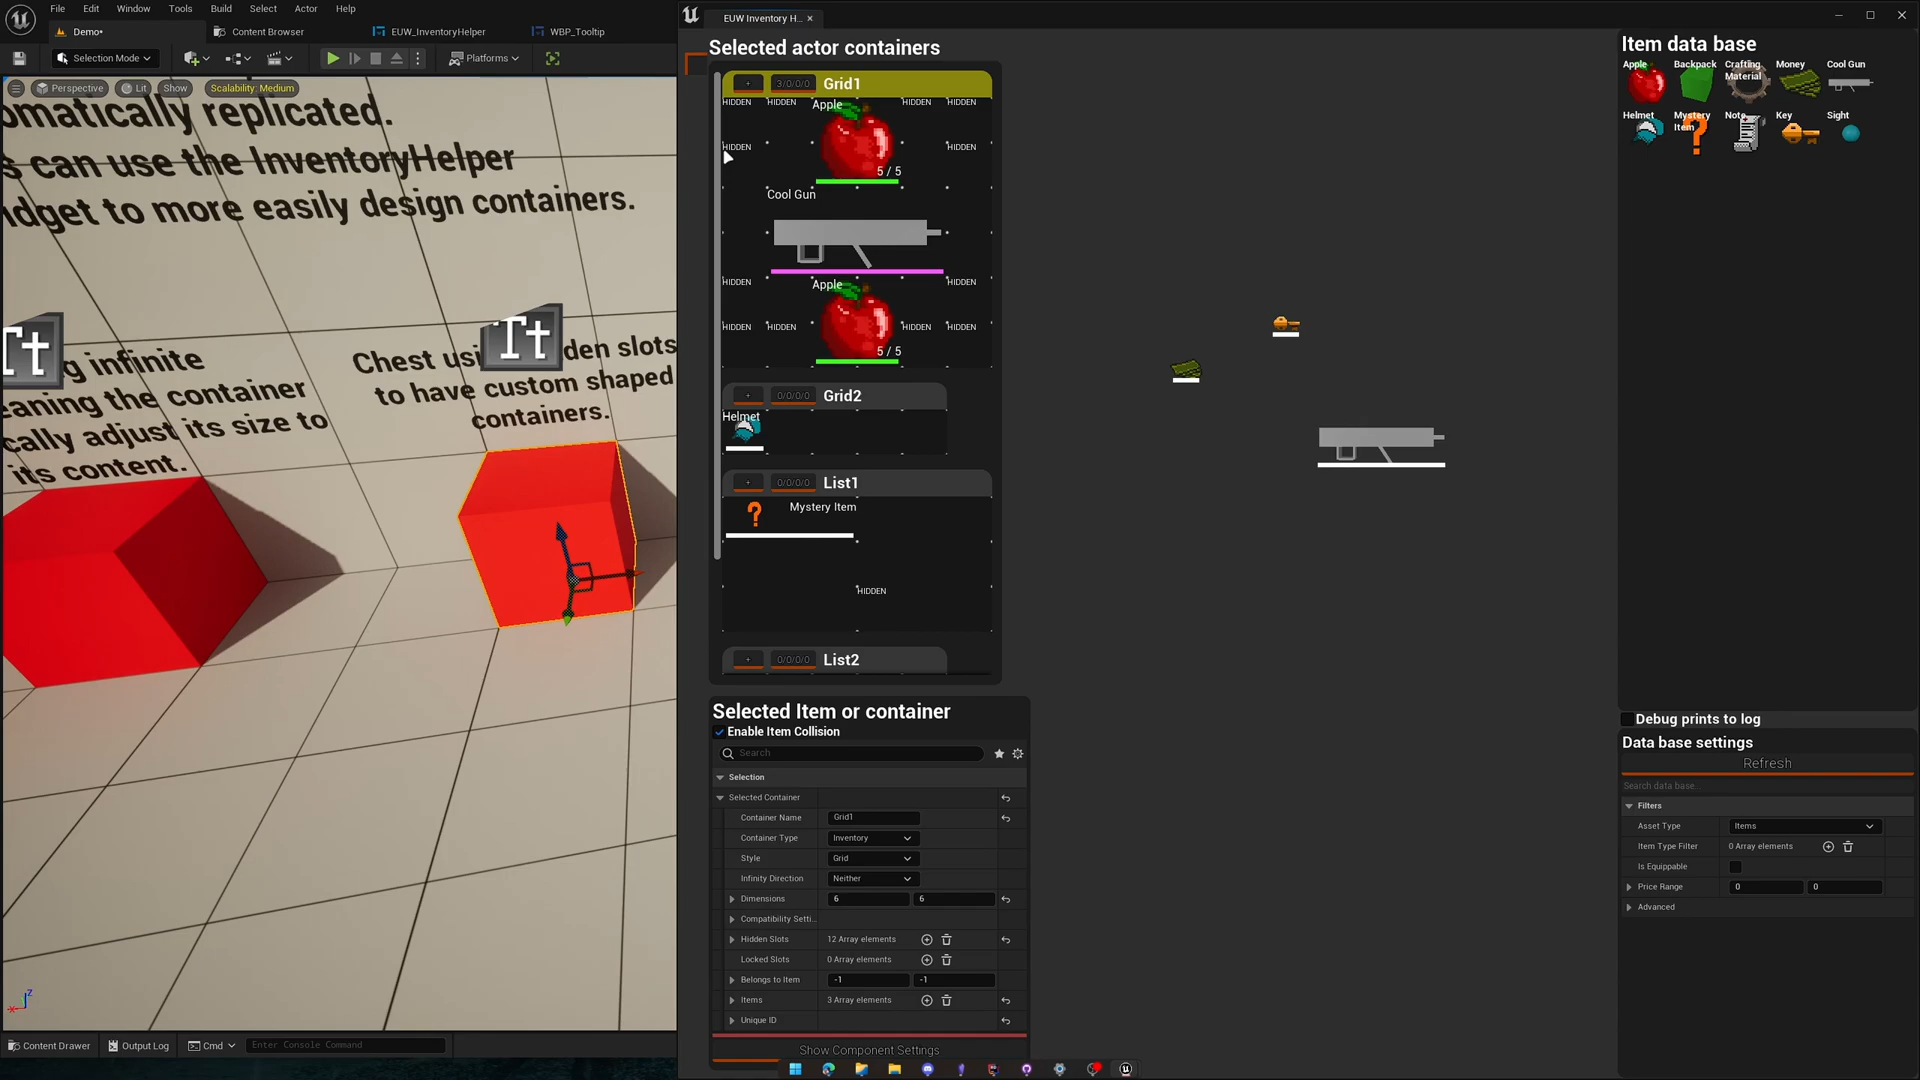 File Edit Window Tools Build Select Actor Help
Demo•
Content Browser
EUW_InventoryHelper
WBP_Tooltip
Selection Mode
Platforms
Perspective
Lit
Show
Scalability: Medium
omatically replicated.
s can use the InventoryHelper
idget to more easily design containers.
Tt
g infinite
eaning the container
cally adjust its size to
its content.
Tt
Chest usi dden slots
to have custom shaped
containers.
z
x
Content Drawer
Output Log
Cmd
Enter Console Command
EUW Inventory H...
Selected actor containers
+ 3/0/0/0 Grid1
HIDDEN HIDDEN Apple HIDDEN HIDDEN
HIDDEN HIDDEN
5 / 5
Cool Gun
HIDDEN Apple HIDDEN
HIDDEN HIDDEN HIDDEN HIDDEN
5 / 5
+ 0/0/0/0 Grid2
Helmet
+ 0/0/0/0 List1
? Mystery Item
HIDDEN
+ 0/0/0/0 List2
Selected Item or container
Enable Item Collision
Search
Selection
Selected Container
Container Name Grid1
Container Type Inventory
Style Grid
Infinity Direction Neither
Dimensions 6 6
Compatibility Setti...
Hidden Slots 12 Array elements
Locked Slots 0 Array elements
Belongs to Item -1 -1
Items 3 Array elements
Unique ID
Show Component Settings
Item data base
Apple
Backpack
Crafting
Material
Money
Cool Gun
Helmet
Mystery
Item
?
Note
Key
Sight
Debug prints to log
Data base settings
Refresh
Search data base...
Filters
Asset Type Items
Item Type Filter 0 Array elements
Is Equippable
Price Range 0 0
Advanced